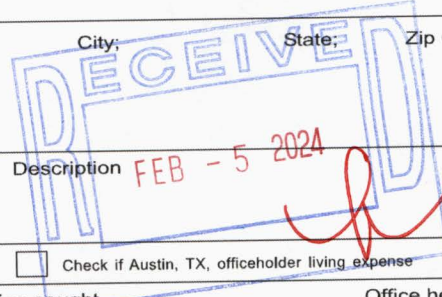 City; State; Zip
RECEIVED
Description FEB - 5 2024
Check if Austin, TX, officeholder living expense
Office